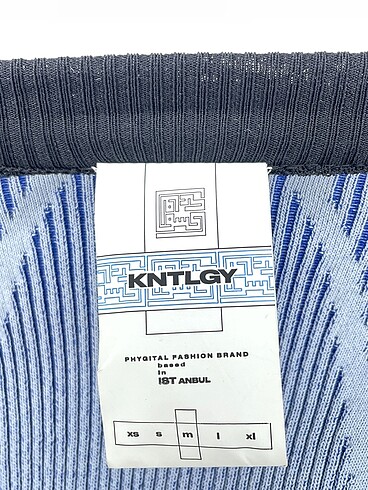 KNTLGY
PHYGITAL FASHION BRAND
based
in
IST ANBUL
xs s m l xl